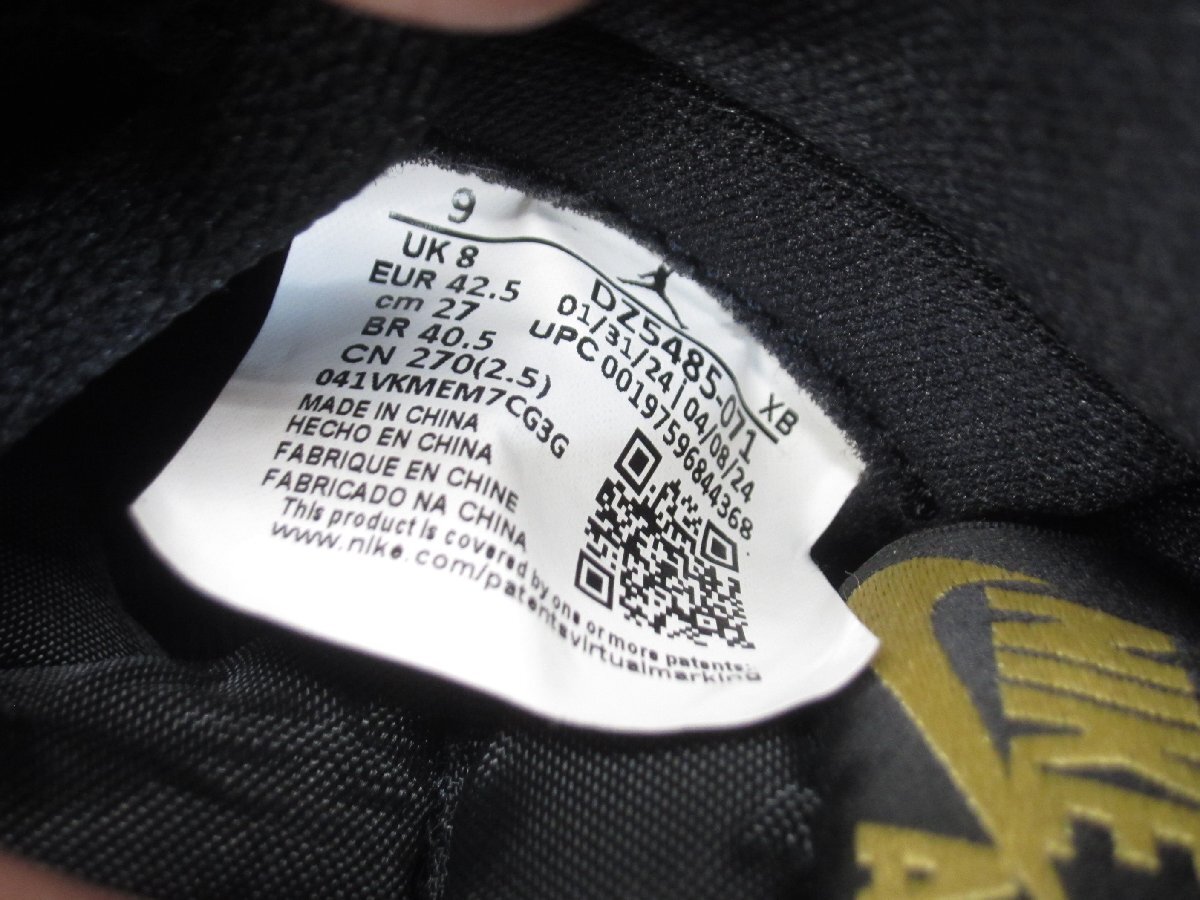 9
UK 8
EUR 42.5
cm 27
BR 40.5
CN 270(2.5)
041VKMEM7CG3G
MADE IN CHINA
HECHO EN CHINA
FABRIQUE EN CHINE
FABRICADO NA CHINA
This product is covered by one or more patents:
www.nike.com/patentsvirtualmarking
DZ5485-071
XB
01/31/24 | 04/08/24
UPC 00197596844368
NIKE